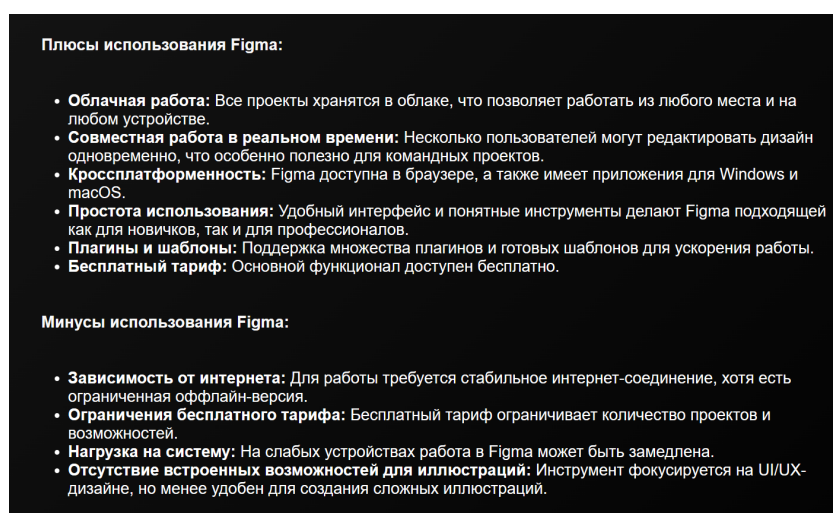 Плюсы использования Figma:
• Облачная работа: Все проекты хранятся в облаке, что позволяет работать из любого места и на
любом устройстве.
• Совместная работа в реальном времени: Несколько пользователей могут редактировать дизайн
одновременно, что особенно полезно для командных проектов.
• Кроссплатформенность: Figma доступна в браузере, а также имеет приложения для Windows и
macOS.
• Простота использования: Удобный интерфейс и понятные инструменты делают Figma подходящей
как для новичков, так и для профессионалов.
• Плагины и шаблоны: Поддержка множества плагинов и готовых шаблонов для ускорения работы.
• Бесплатный тариф: Основной функционал доступен бесплатно.
Минусы использования Figma:
• Зависимость от интернета: Для работы требуется стабильное интернет-соединение, хотя есть
ограниченная оффлайн-версия.
• Ограничения бесплатного тарифа: Бесплатный тариф ограничивает количество проектов и
возможностей.
• Нагрузка на систему: На слабых устройствах работа в Figma может быть замедлена.
• Отсутствие встроенных возможностей для иллюстраций: Инструмент фокусируется на UI/UX-
дизайне, но менее удобен для создания сложных иллюстраций.